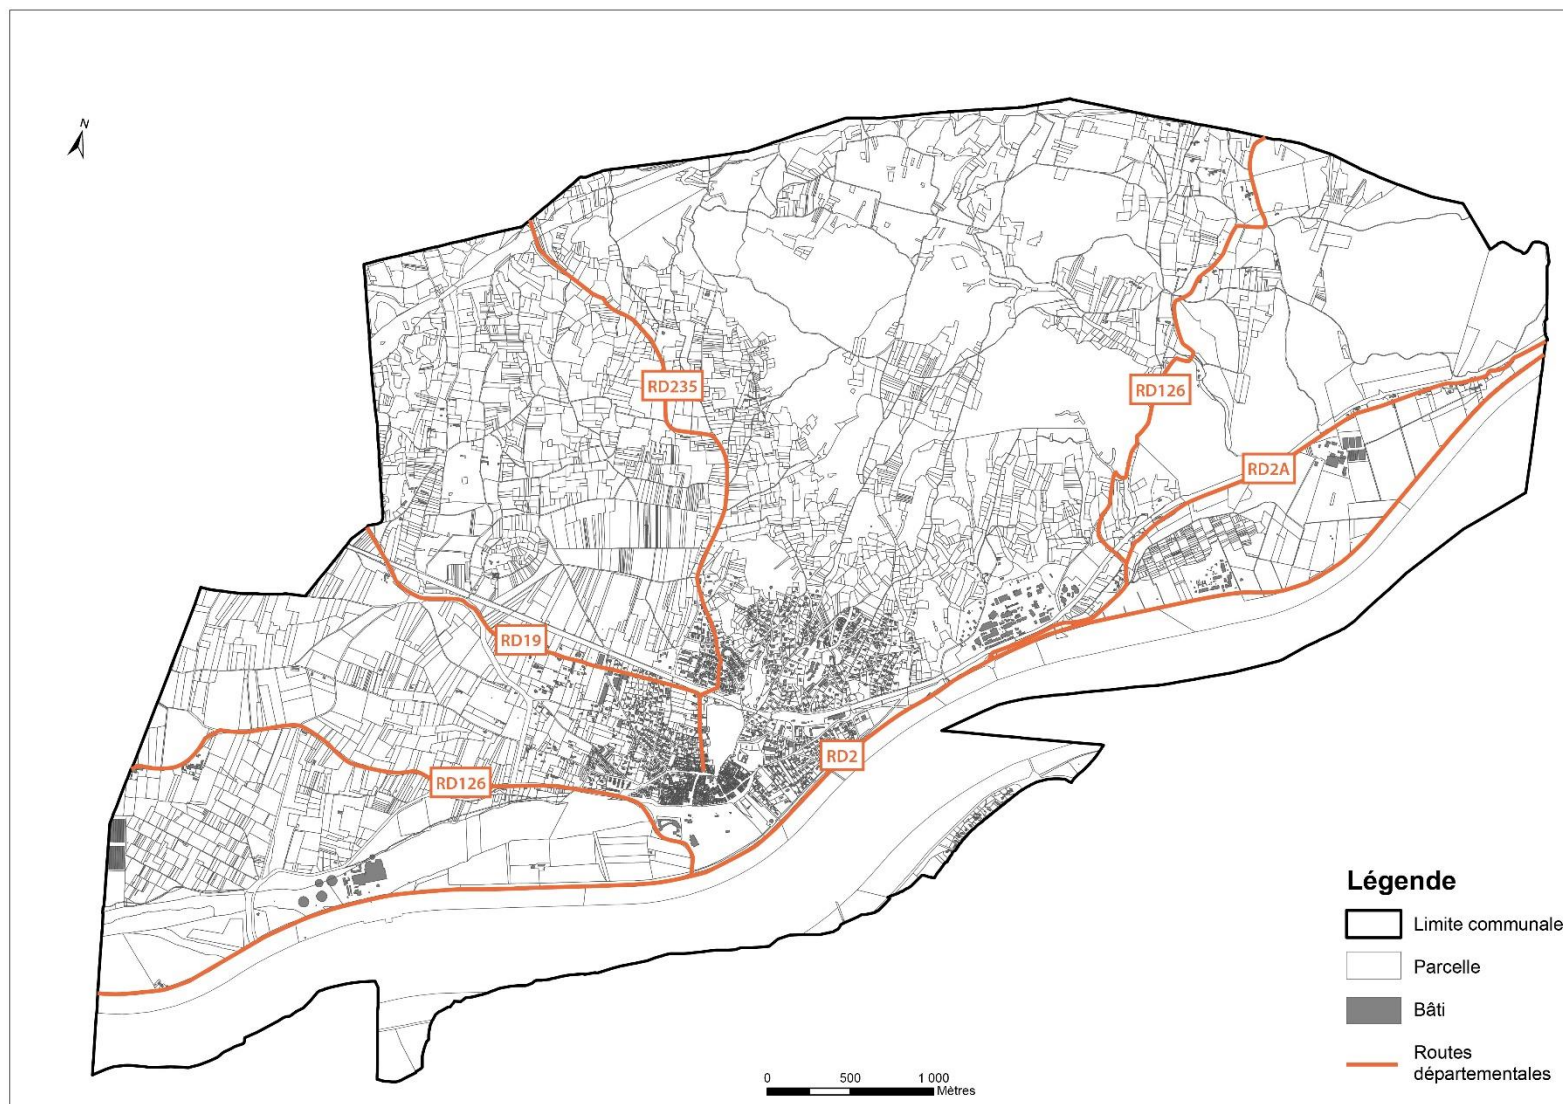 N
RD235
RD126
RD2A
RD19
RD2
RD126
Légende
Limite communale
Parcelle
Bâti
Routes
départementales
0 500 1 000
Mètres